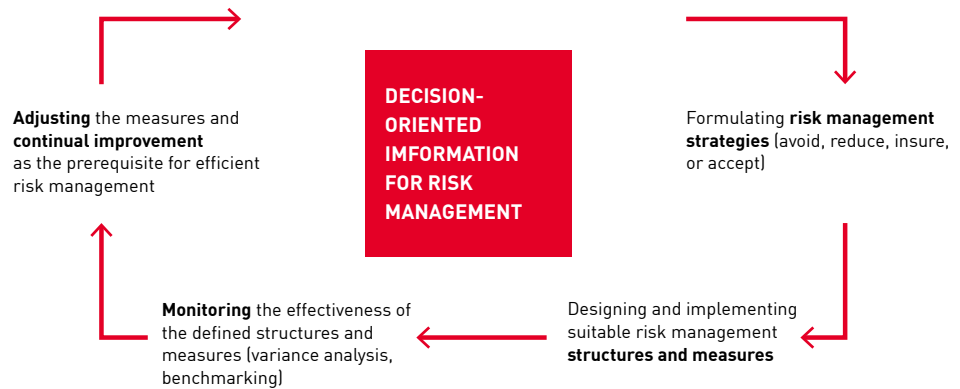 DECISION-
ORIENTED
IMFORMATION
FOR RISK
MANAGEMENT
Formulating risk management
strategies (avoid, reduce, insure,
or accept)
Designing and implementing
suitable risk management
structures and measures
Monitoring the effectiveness of
the defined structures and
measures (variance analysis,
benchmarking)
Adjusting the measures and
continual improvement
as the prerequisite for efficient
risk management